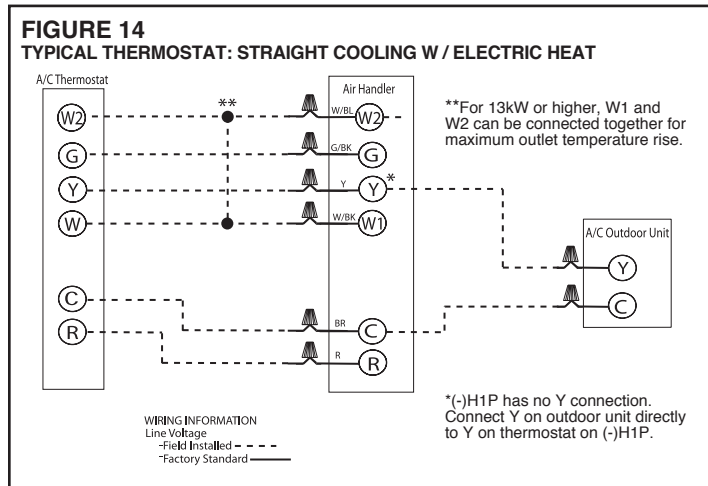 FIGURE 14
TYPICAL THERMOSTAT: STRAIGHT COOLING W / ELECTRIC HEAT
A/C Thermostat
W2
G
Y
W
C
R
**
Air Handler
W/BL W2
G/BK G
Y Y*
W/BK W1
BR C
R R
**For 13kW or higher, W1 and
W2 can be connected together for
maximum outlet temperature rise.
A/C Outdoor Unit
Y
C
*(-)H1P has no Y connection.
Connect Y on outdoor unit directly
to Y on thermostat on (-)H1P.
WIRING INFORMATION
Line Voltage
-Field Installed
-Factory Standard